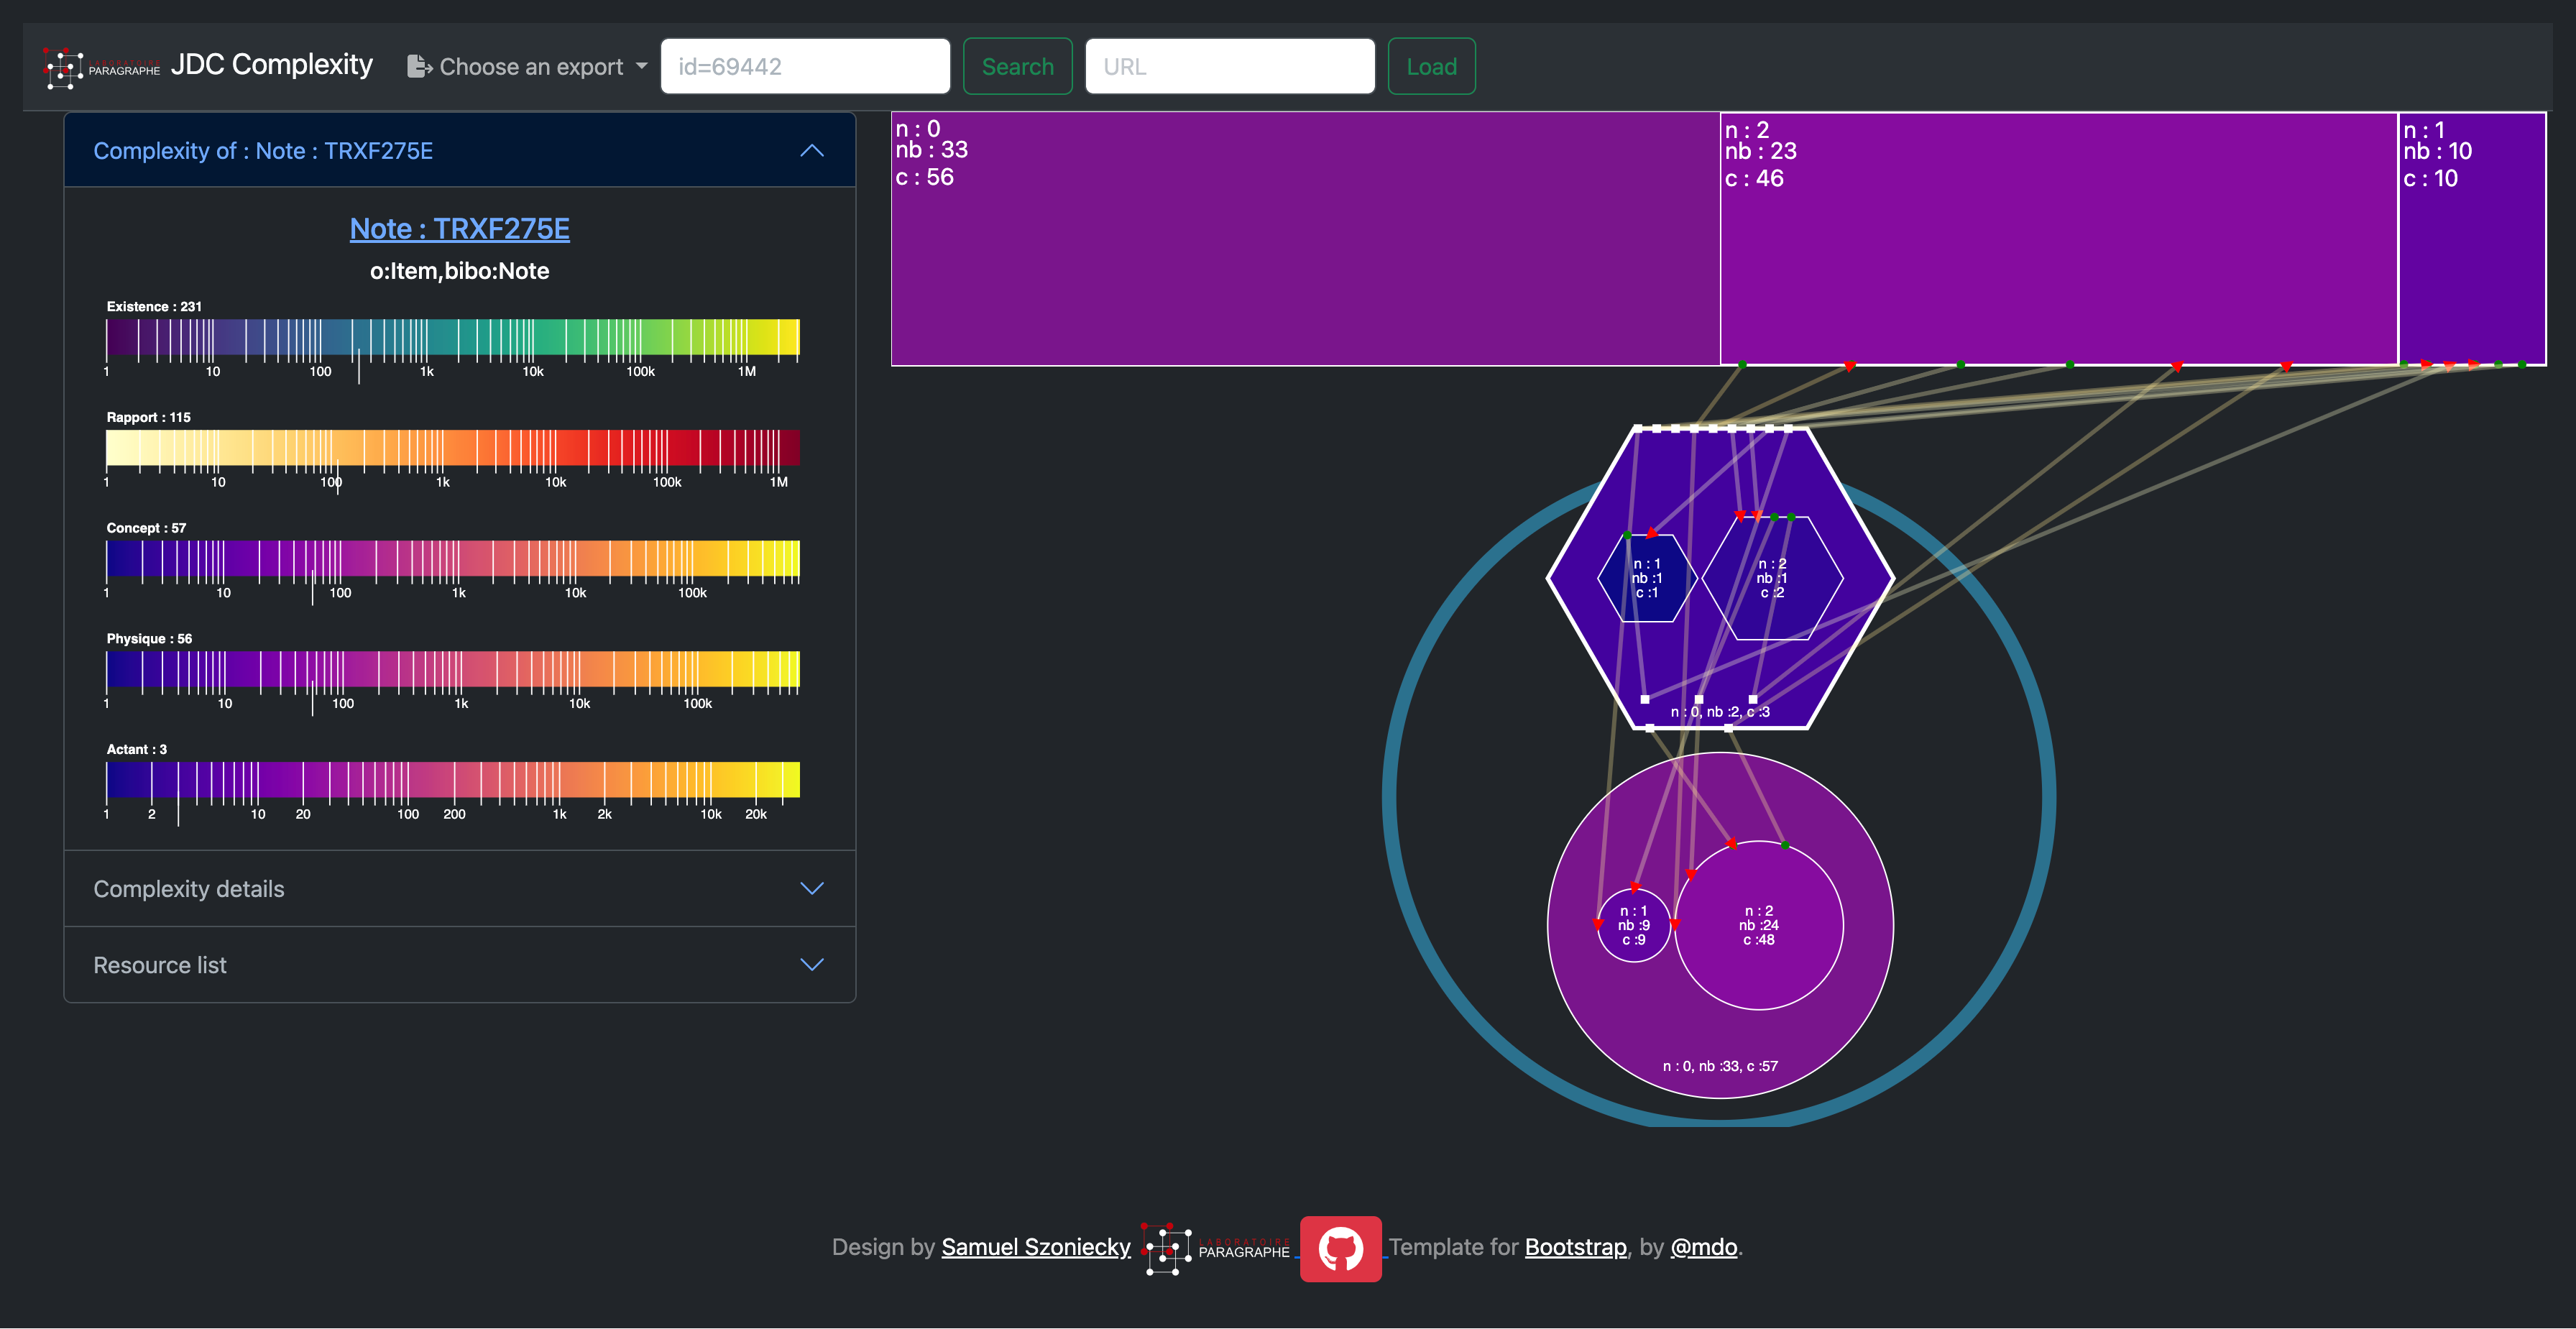 LABORATOIRE
PARAGRAPHE
JDC Complexity
Choose an export
id=69442
Search
URL
Load
Complexity of : Note : TRXF275E
Note : TRXF275E
o:Item,bibo:Note
Existence : 231
1 10 100 1k 10k 100k 1M
Rapport : 115
1 10 100 1k 10k 100k 1M
Concept : 57
1 10 100 1k 10k 100k
Physique : 56
1 10 100 1k 10k 100k
Actant : 3
1 2 10 20 100 200 1k 2k 10k 20k
Complexity details
Resource list
n : 0
nb : 33
c : 56
n : 2
nb : 23
c : 46
n : 1
nb : 10
c : 10
n : 1
nb :1
c :1
n : 2
nb :1
c :2
n : 0, nb :2, c :3
n : 1
nb :9
c :9
n : 2
nb :24
c :48
n : 0, nb :33, c :57
Design by Samuel Szoniecky LABORATOIRE PARAGRAPHE Template for Bootstrap, by @mdo.